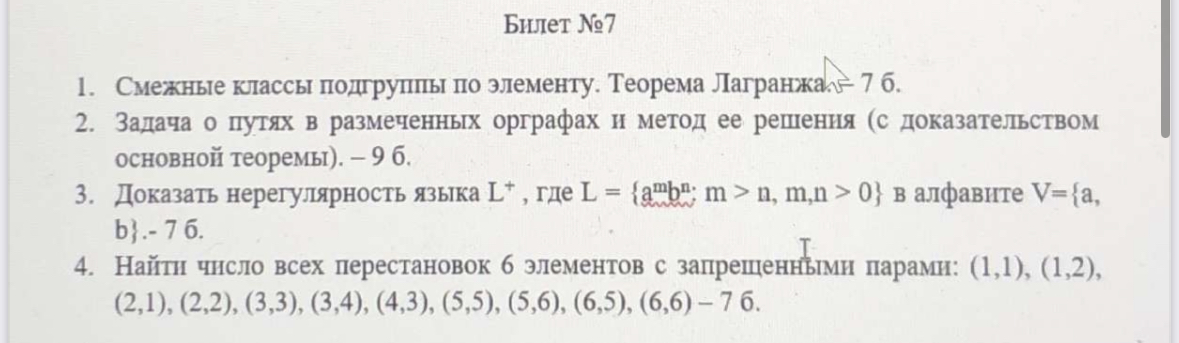 Билет №7
1. Смежные классы подгруппы по элементу. Теорема Лагранжа. – 7 б.
2. Задача о путях в размеченных орграфах и метод ее решения (с доказательством
основной теоремы). – 9 б.
3. Доказать нерегулярность языка L⁺ , где L = {aᵐbⁿ: m > n, m,n > 0} в алфавите V={a,
b}.- 7 б.
4. Найти число всех перестановок 6 элементов с запрещенными парами: (1,1), (1,2),
(2,1), (2,2), (3,3), (3,4), (4,3), (5,5), (5,6), (6,5), (6,6) – 7 б.